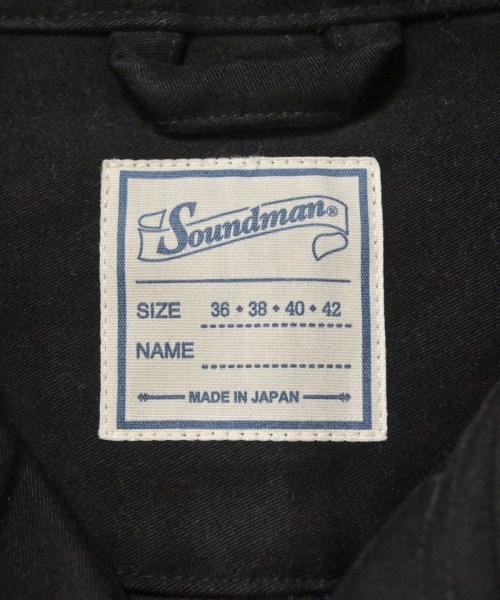 Soundman®
SIZE 36 • 38 • 40 • 42
NAME
MADE IN JAPAN